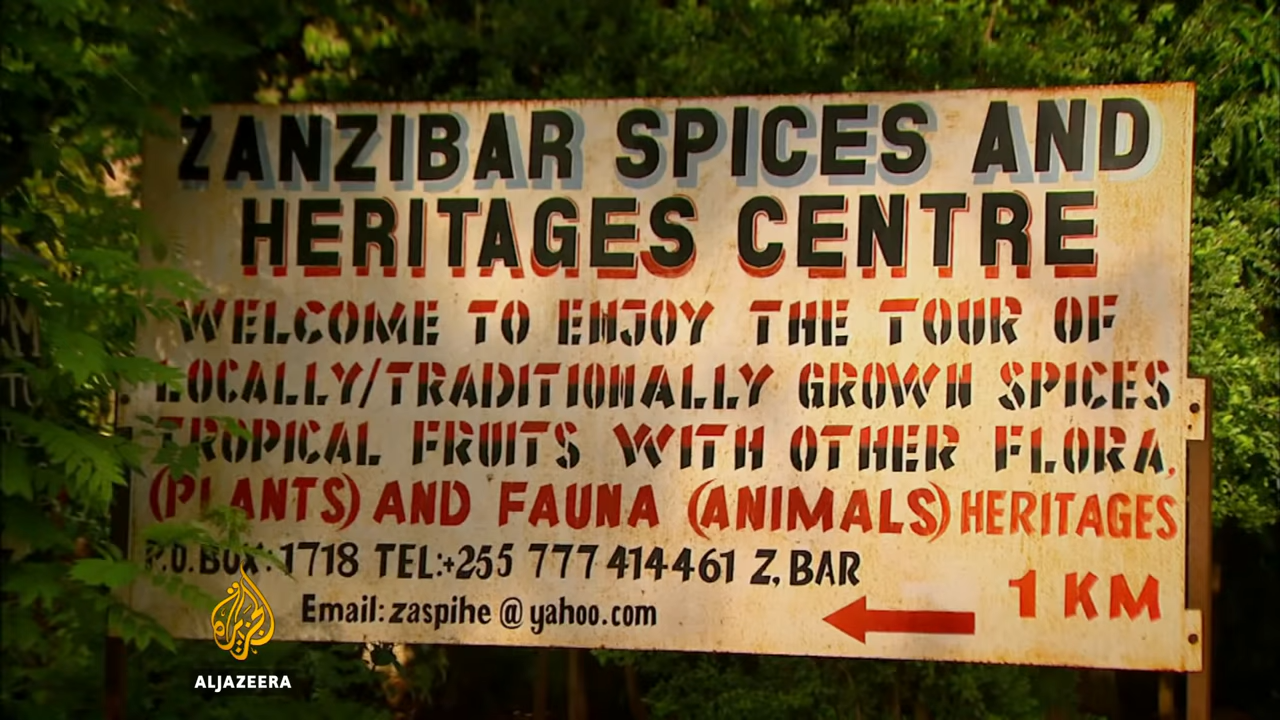 ZANZIBAR SPICES AND
HERITAGES CENTRE
WELCOME TO ENJOY THE TOUR OF
LOCALLY/TRADITIONALLY GROWN SPICES
TROPICAL FRUITS WITH OTHER FLORA,
(PLANTS) AND FAUNA (ANIMALS) HERITAGES
P.O. BOX: 1718 TEL:+255 777 414461 Z, BAR
Email: zaspihe @ yahoo.com
1 KM
الجزيرة
ALJAZEERA